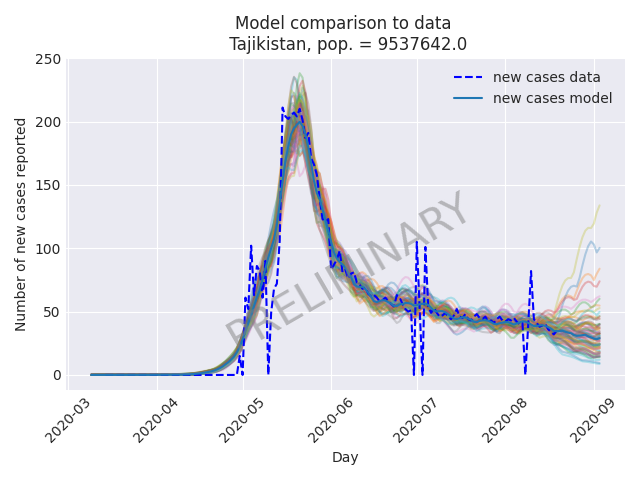 Model comparison to data
Tajikistan, pop. = 9537642.0
new cases data
new cases model
PRELIMINARY
Number of new cases reported
250
200
150
100
50
0
2020-03
2020-04
2020-05
2020-06
2020-07
2020-08
2020-09
Day